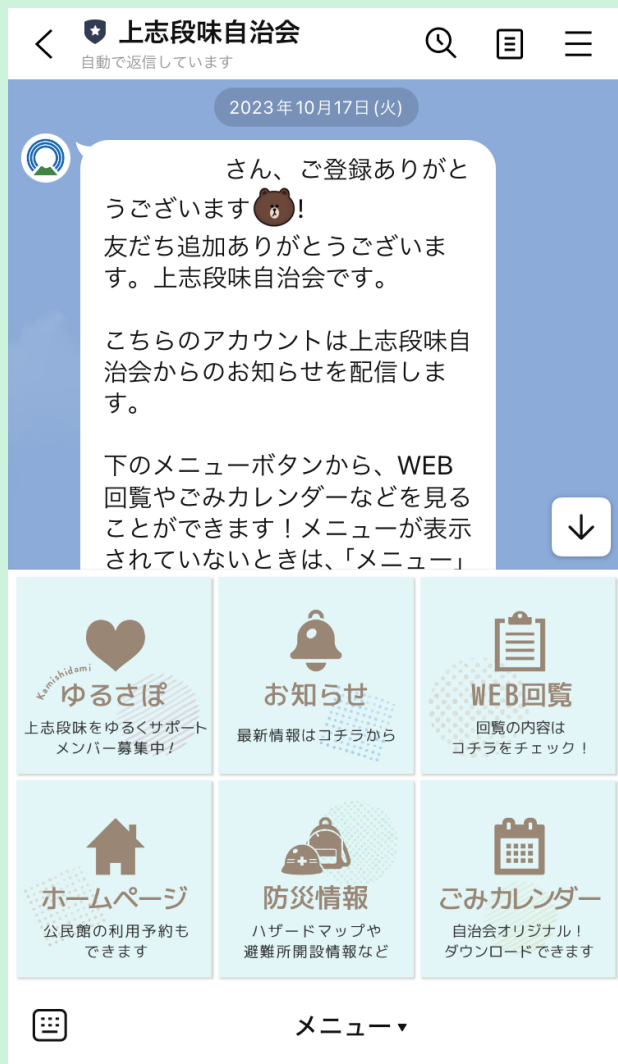 上志段味自治会
自動で返信しています
2023年10月17日(火)
さん、ご登録ありがと
うございます!
友だち追加ありがとうございま
す。上志段味自治会です。
こちらのアカウントは上志段味自
治会からのお知らせを配信しま
す。
下のメニューボタンから、WEB
回覧やごみカレンダーなどを見る
ことができます！メニューが表示
されていないときは、「メニュー」
Kamishidami
ゆるさぽ
上志段味をゆるくサポート
メンバー募集中！
お知らせ
最新情報はコチラから
WEB回覧
回覧の内容は
コチラをチェック！
ホームページ
公民館の利用予約も
できます
防災情報
ハザードマップや
避難所開設情報など
ごみカレンダー
自治会オリジナル！
ダウンロードできます
メニュー▾